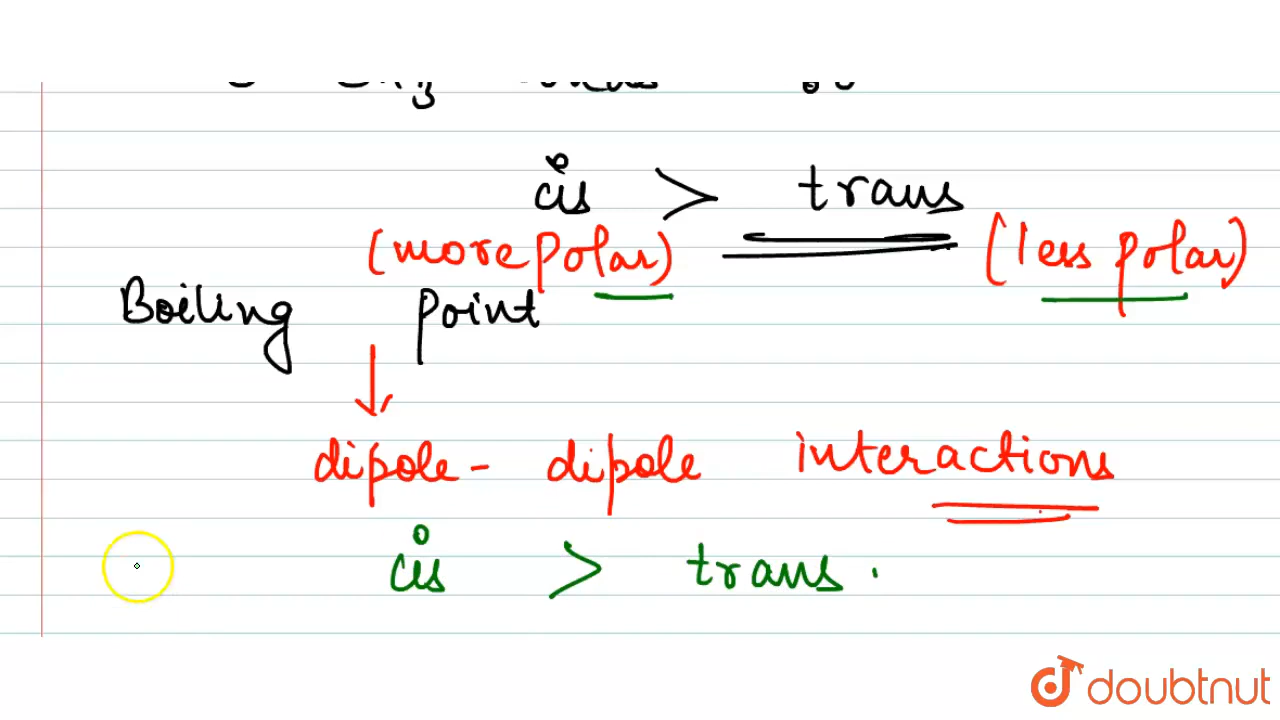 cis > trans
(more polar) (less polar)
Boiling Point
dipole - dipole interactions
cis > trans.
doubtnut